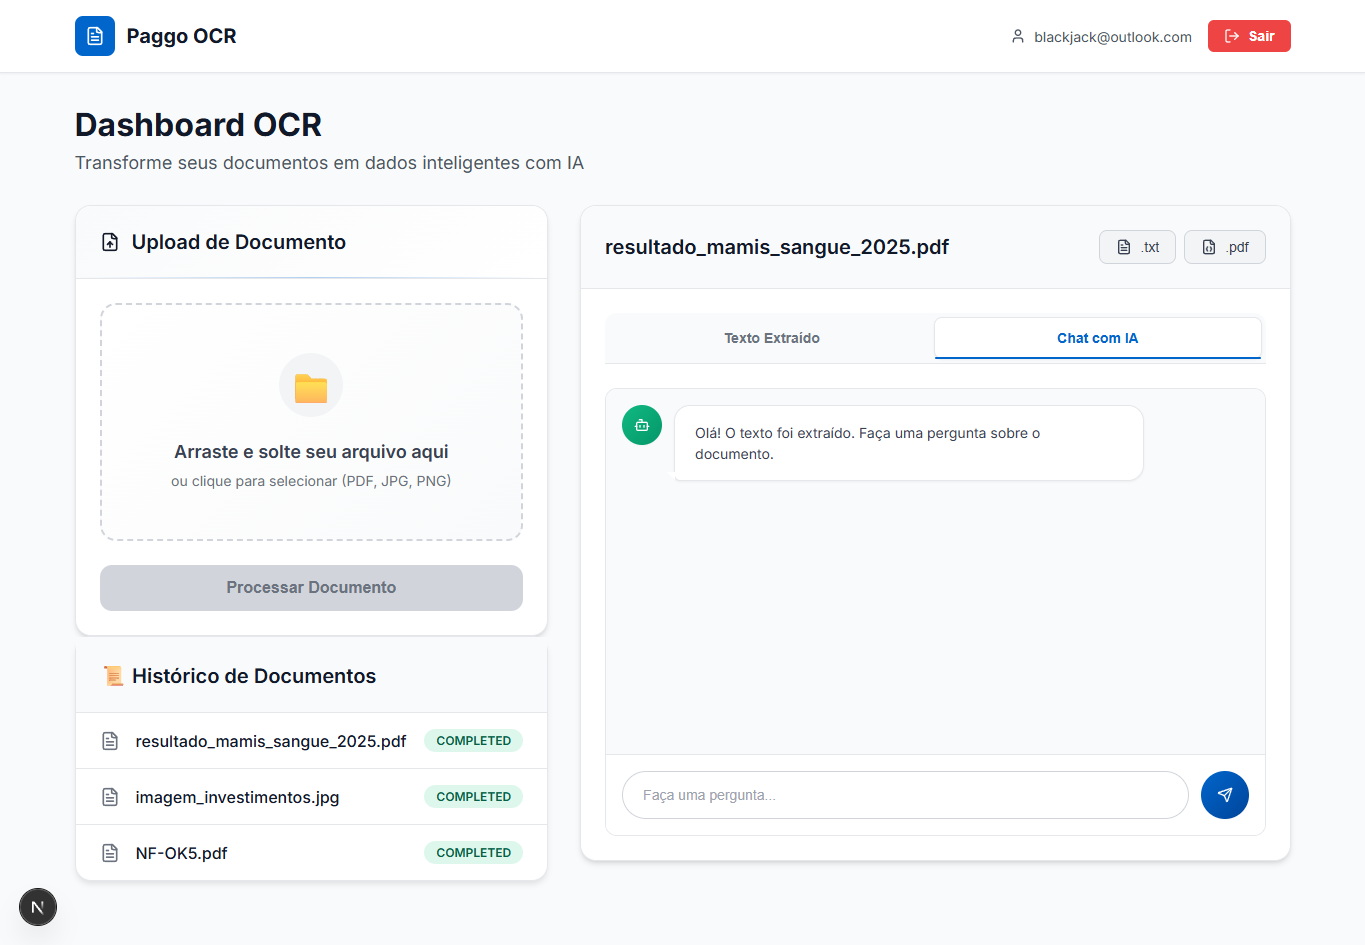 Paggo OCR
blackjack@outlook.com
Sair
Dashboard OCR
Transforme seus documentos em dados inteligentes com IA
Upload de Documento
Arraste e solte seu arquivo aqui
ou clique para selecionar (PDF, JPG, PNG)
Processar Documento
Histórico de Documentos
resultado_mamis_sangue_2025.pdf COMPLETED
imagem_investimentos.jpg COMPLETED
NF-OK5.pdf COMPLETED
resultado_mamis_sangue_2025.pdf
.txt
.pdf
Texto Extraído
Chat com IA
Olá! O texto foi extraído. Faça uma pergunta sobre o
documento.
Faça uma pergunta...
N